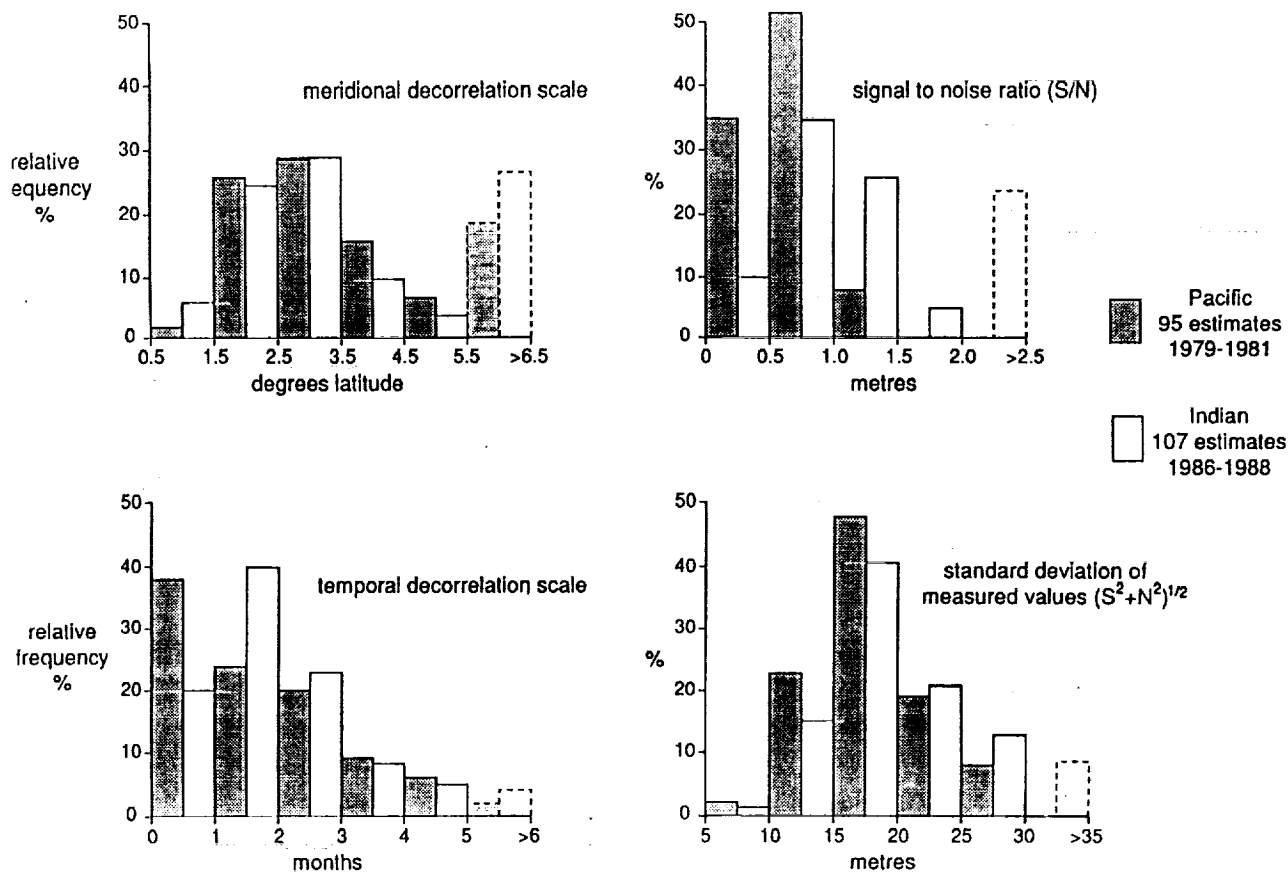 50
40
30
20
10
0
relative
equency
%
meridional decorrelation scale
0.5 1.5 2.5 3.5 4.5 5.5 >6.5
degrees latitude
50
40
30
20
10
0
%
signal to noise ratio (S/N)
0 0.5 1.0 1.5 2.0 >2.5
metres
Pacific
95 estimates
1979-1981
Indian
107 estimates
1986-1988
50
40
30
20
10
0
relative
frequency
%
temporal decorrelation scale
0 1 2 3 4 5 >6
months
50
40
30
20
10
0
%
standard deviation of
measured values (S²+N²)^1/2
5 10 15 20 25 30 >35
metres